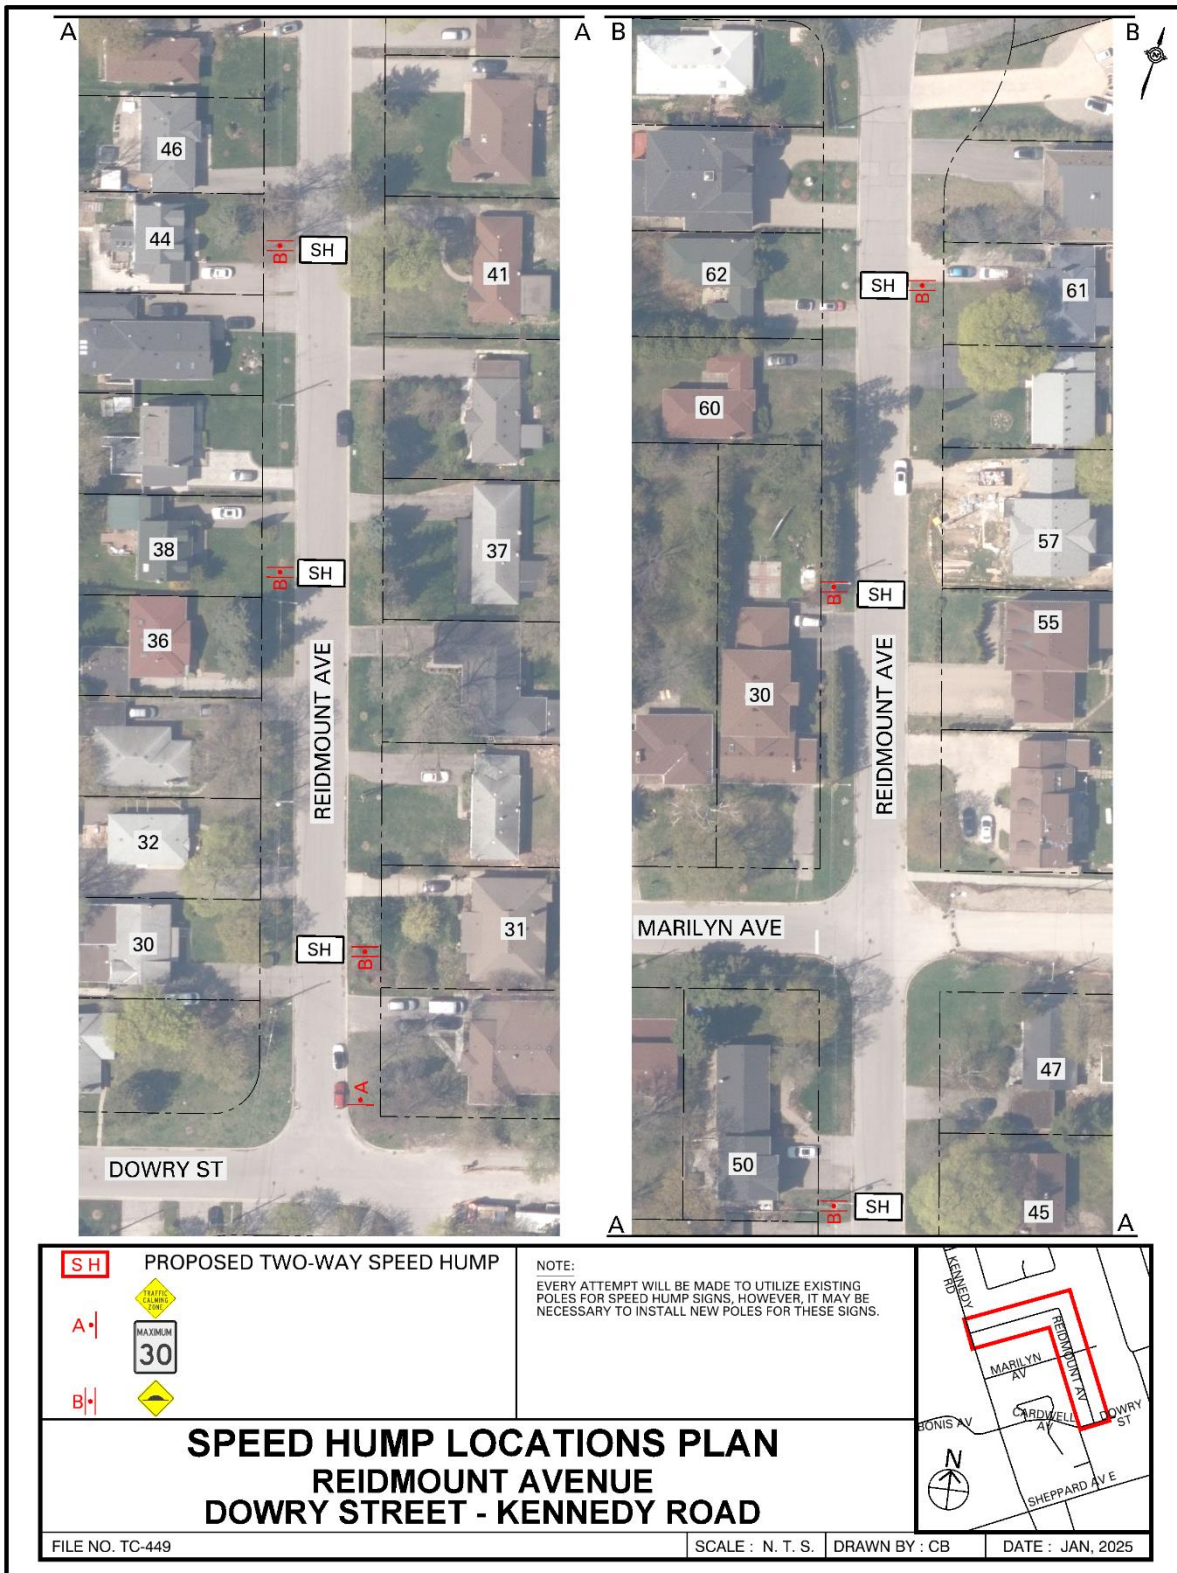 A
A
46
44
B
SH
41
38
B
SH
37
36
REIDMOUNT AVE
32
30
SH
B
31
A
DOWRY ST
B
B
62
SH
B
61
60
57
B
SH
55
30
REIDMOUNT AVE
MARILYN AVE
47
50
B
SH
45
A
A
SH PROPOSED TWO-WAY SPEED HUMP
TRAFFIC
CALMING
ZONE
A
MAXIMUM
30
B
NOTE:
EVERY ATTEMPT WILL BE MADE TO UTILIZE EXISTING
POLES FOR SPEED HUMP SIGNS, HOWEVER, IT MAY BE
NECESSARY TO INSTALL NEW POLES FOR THESE SIGNS.
KENNEDY
RD
REIDMOUNT AV
MARILYN
AV
BONIS AV
CARDWELL
AV
DOWRY
ST
N
SHEPPARD AV E
SPEED HUMP LOCATIONS PLAN
REIDMOUNT AVENUE
DOWRY STREET - KENNEDY ROAD
FILE NO. TC-449
SCALE : N. T. S.
DRAWN BY : CB
DATE : JAN, 2025